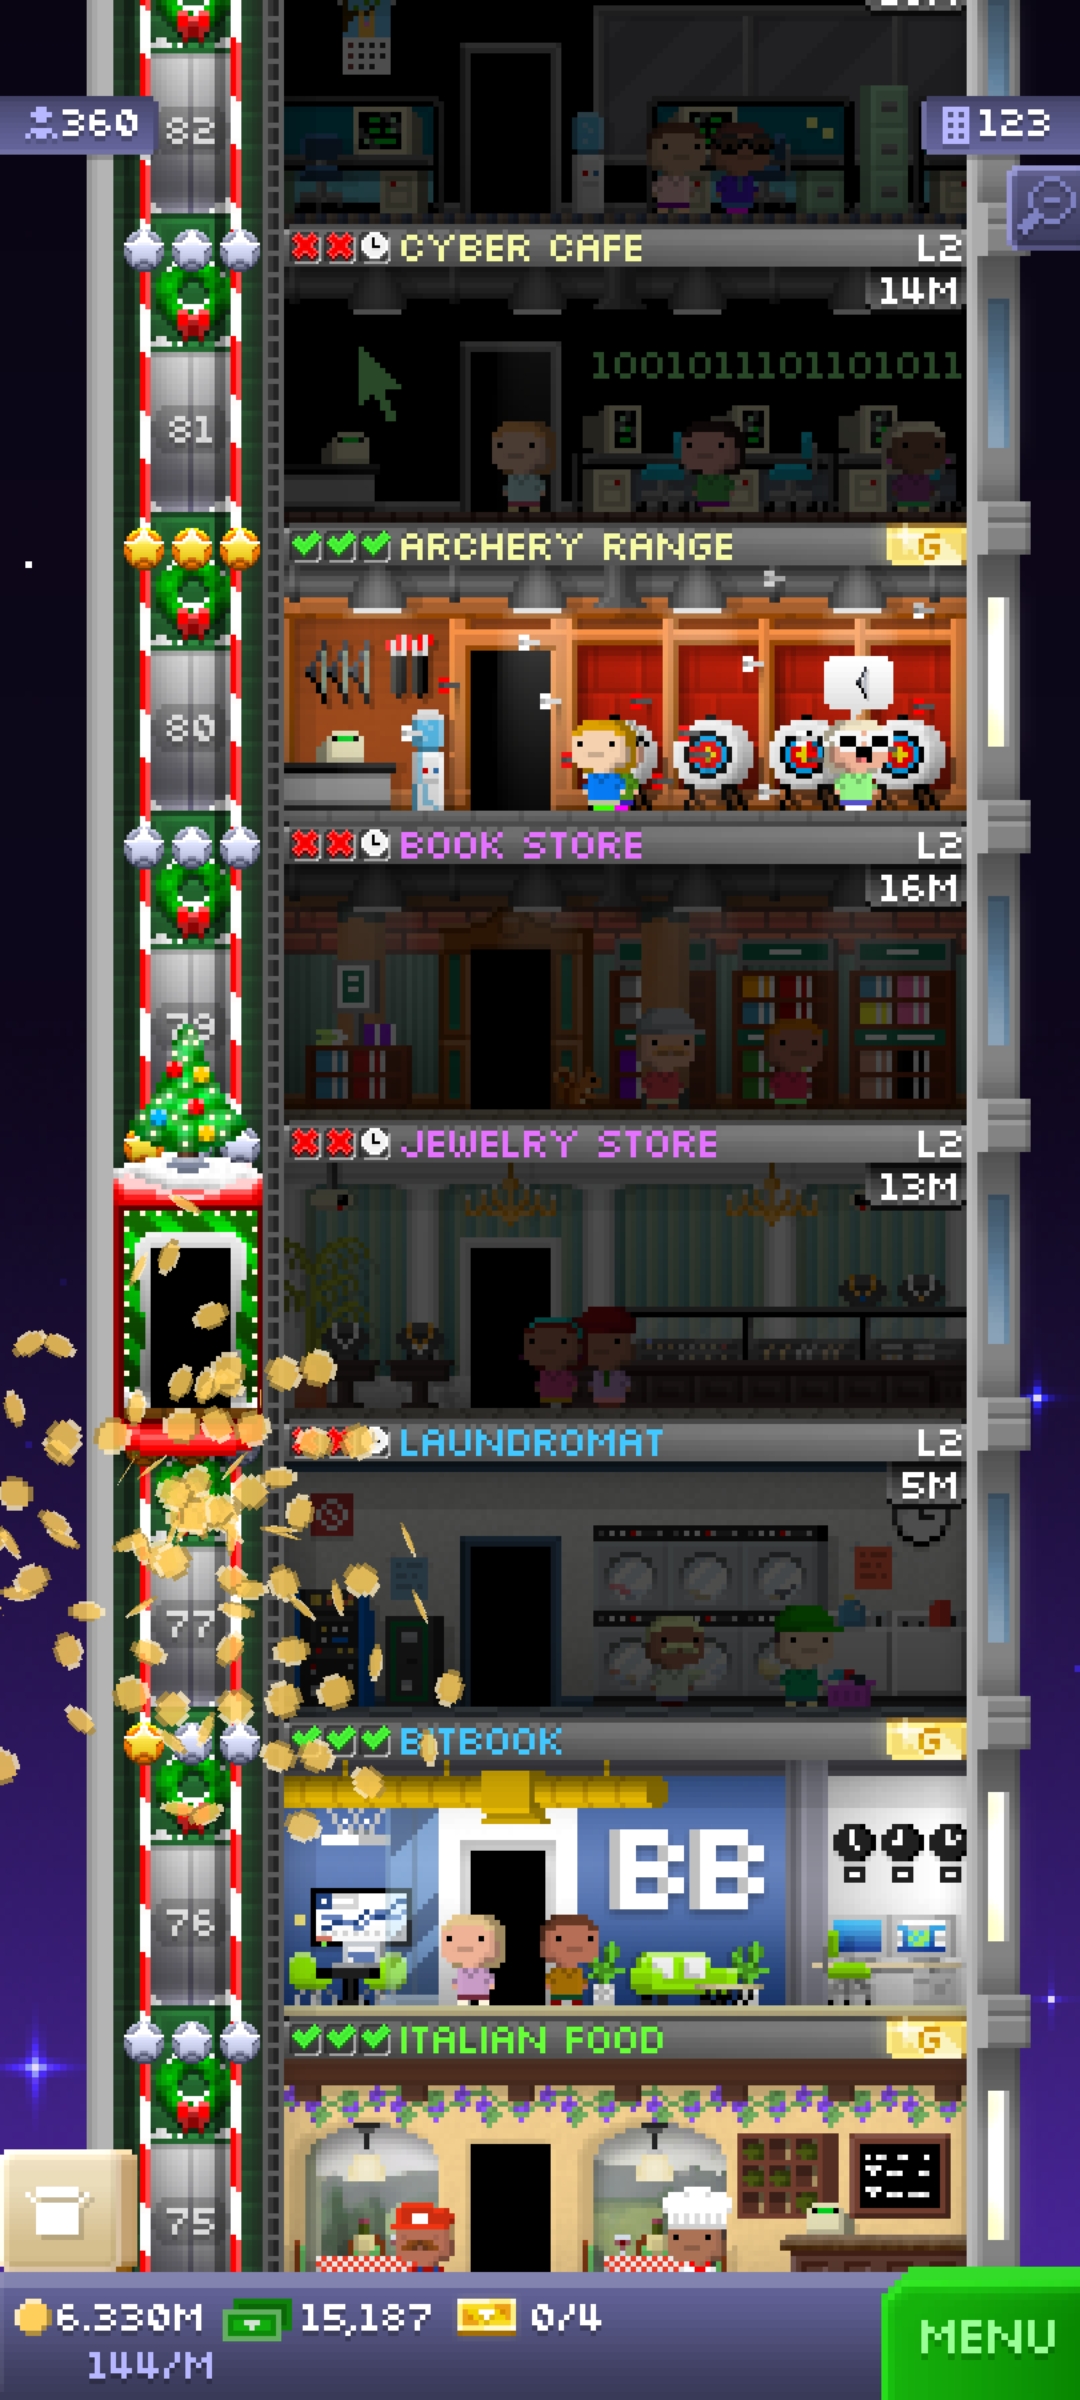 360
82
123
CYBER CAFE L2
14M
1001011101101011
81
ARCHERY RANGE G
80
BOOK STORE L2
16M
79
JEWELRY STORE L2
13M
LAUNDROMAT L2
5M
77
BITBOOK G
BB
76
ITALIAN FOOD G
75
6.330M 15,187 0/4
144/M
MENU